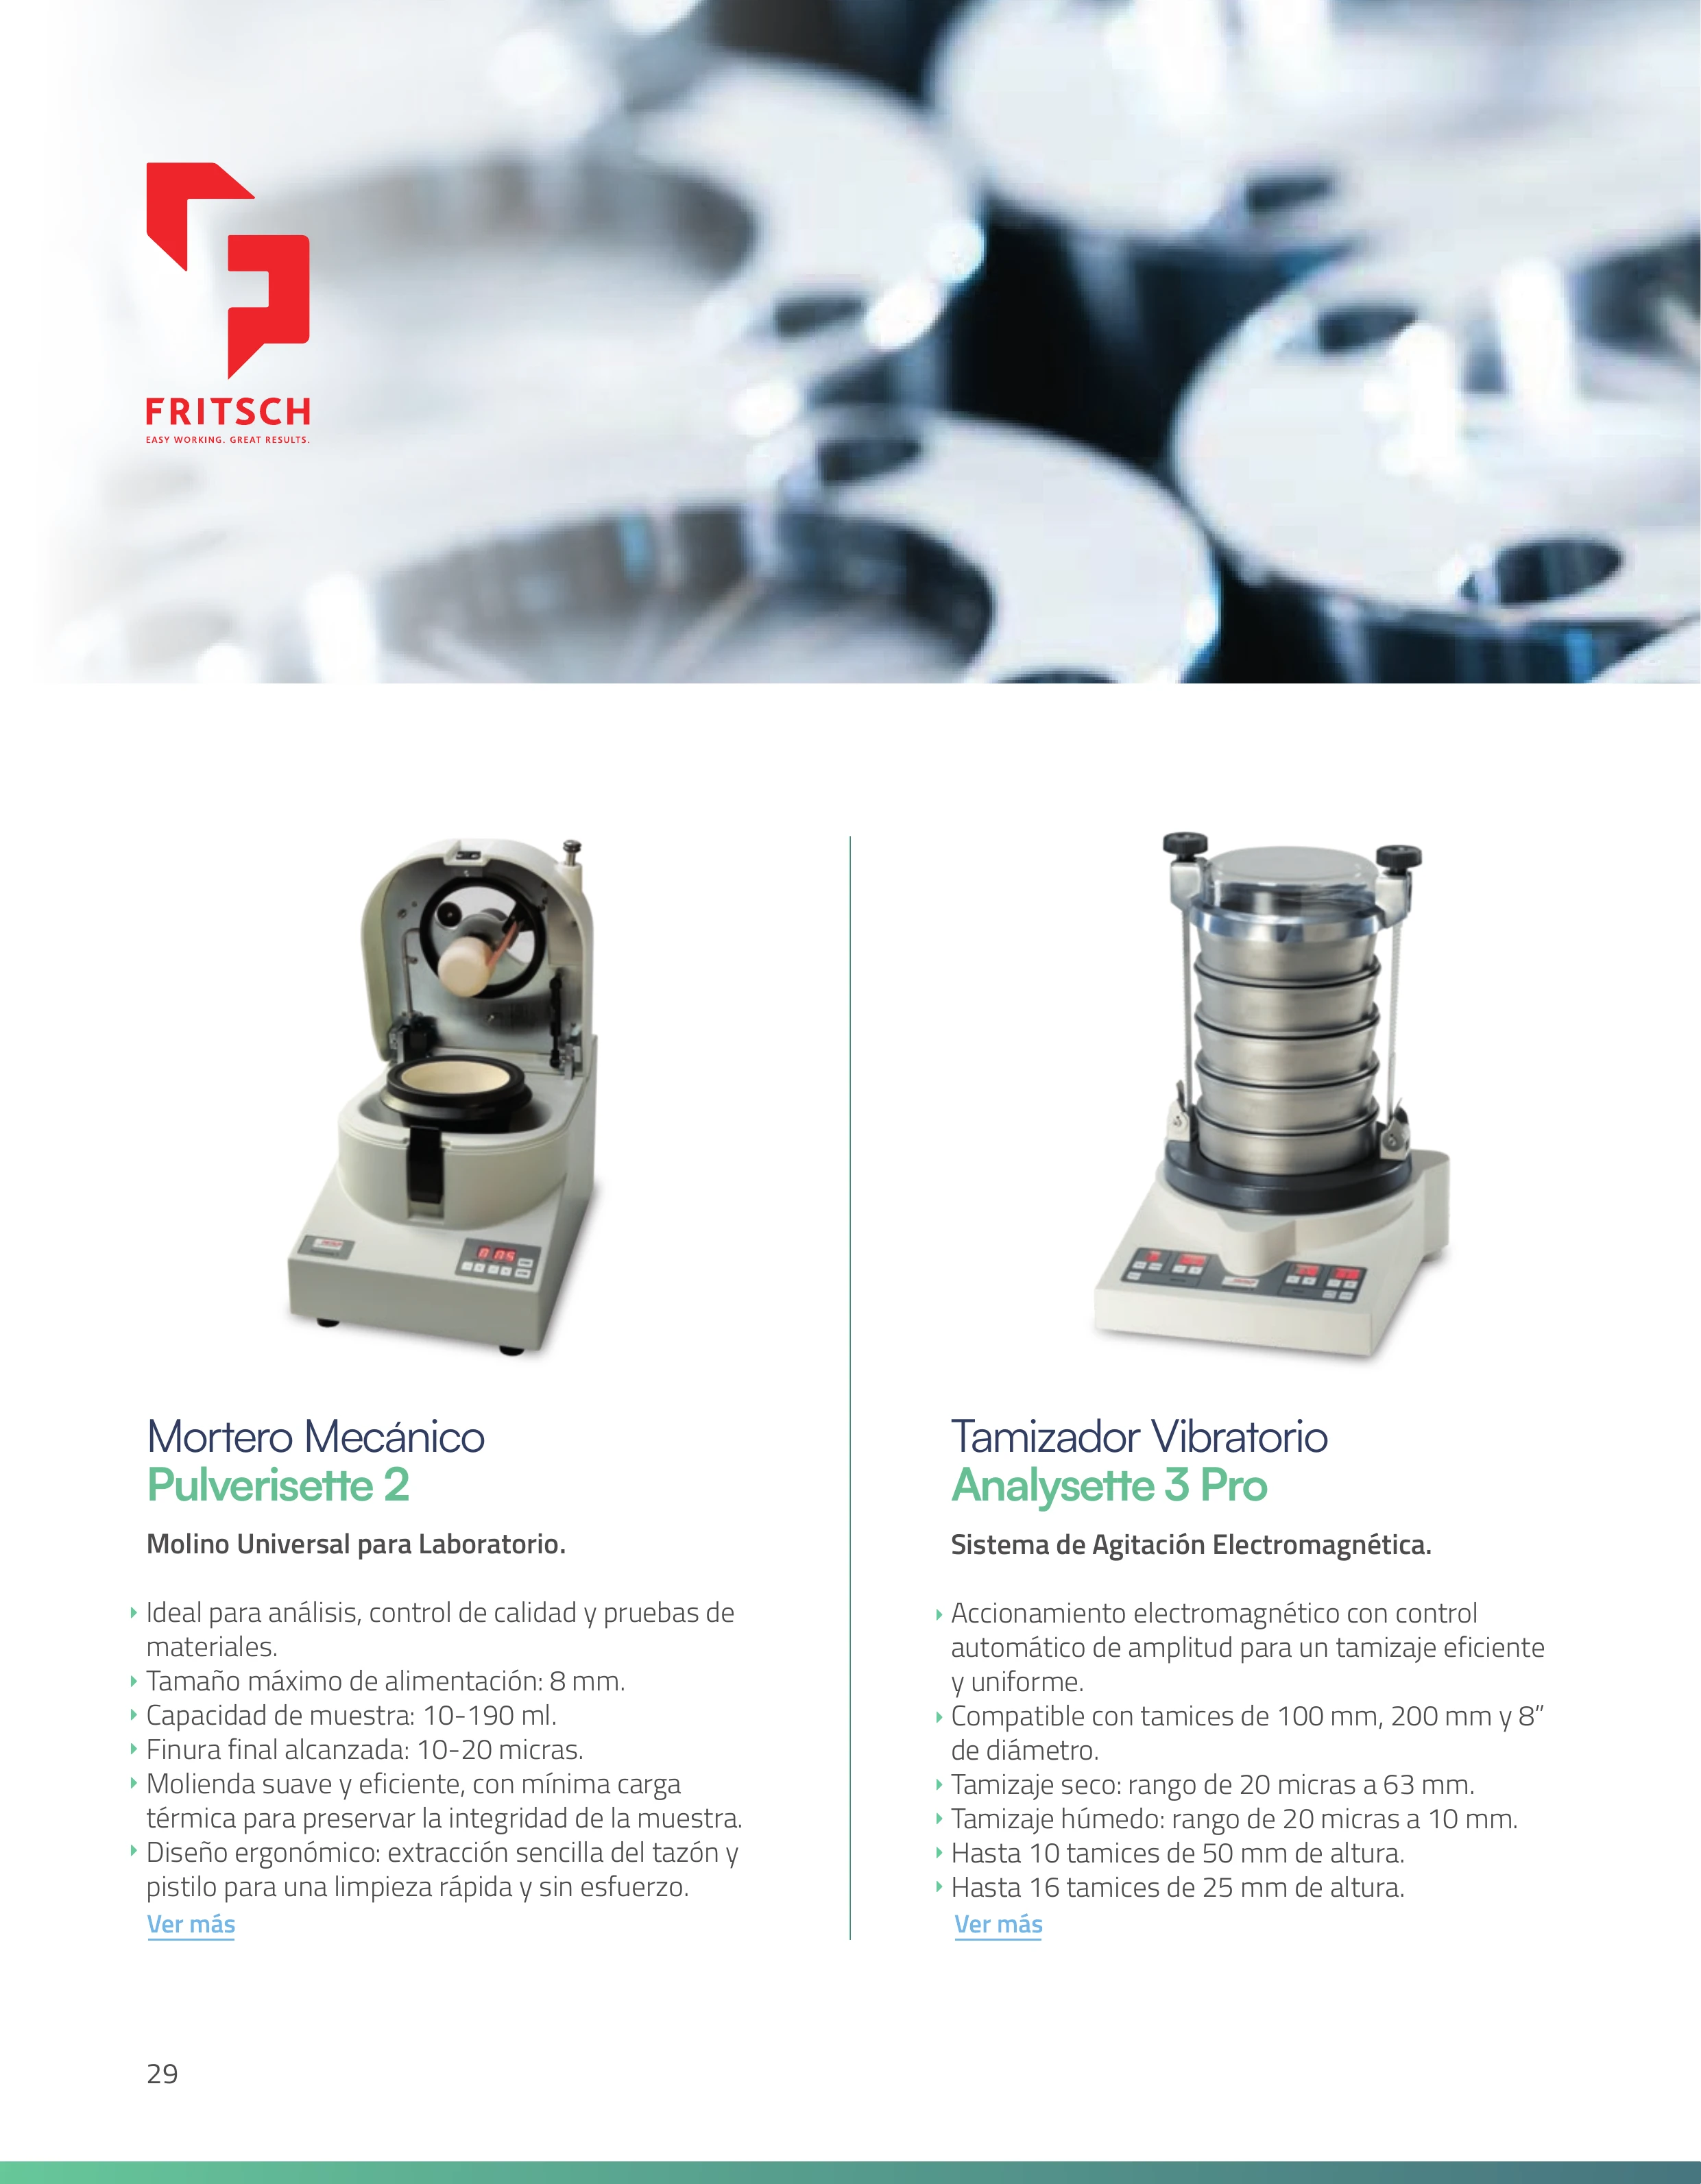 FRITSCH
EASY WORKING. GREAT RESULTS.
Mortero Mecánico
Pulverisette 2
Molino Universal para Laboratorio.
Ideal para análisis, control de calidad y pruebas de
materiales.
Tamaño máximo de alimentación: 8 mm.
Capacidad de muestra: 10-190 ml.
Finura final alcanzada: 10-20 micras.
Molienda suave y eficiente, con mínima carga
térmica para preservar la integridad de la muestra.
Diseño ergonómico: extracción sencilla del tazón y
pistilo para una limpieza rápida y sin esfuerzo.
Ver más
Tamizador Vibratorio
Analysette 3 Pro
Sistema de Agitación Electromagnética.
Accionamiento electromagnético con control
automático de amplitud para un tamizaje eficiente
y uniforme.
Compatible con tamices de 100 mm, 200 mm y 8”
de diámetro.
Tamizaje seco: rango de 20 micras a 63 mm.
Tamizaje húmedo: rango de 20 micras a 10 mm.
Hasta 10 tamices de 50 mm de altura.
Hasta 16 tamices de 25 mm de altura.
Ver más
29